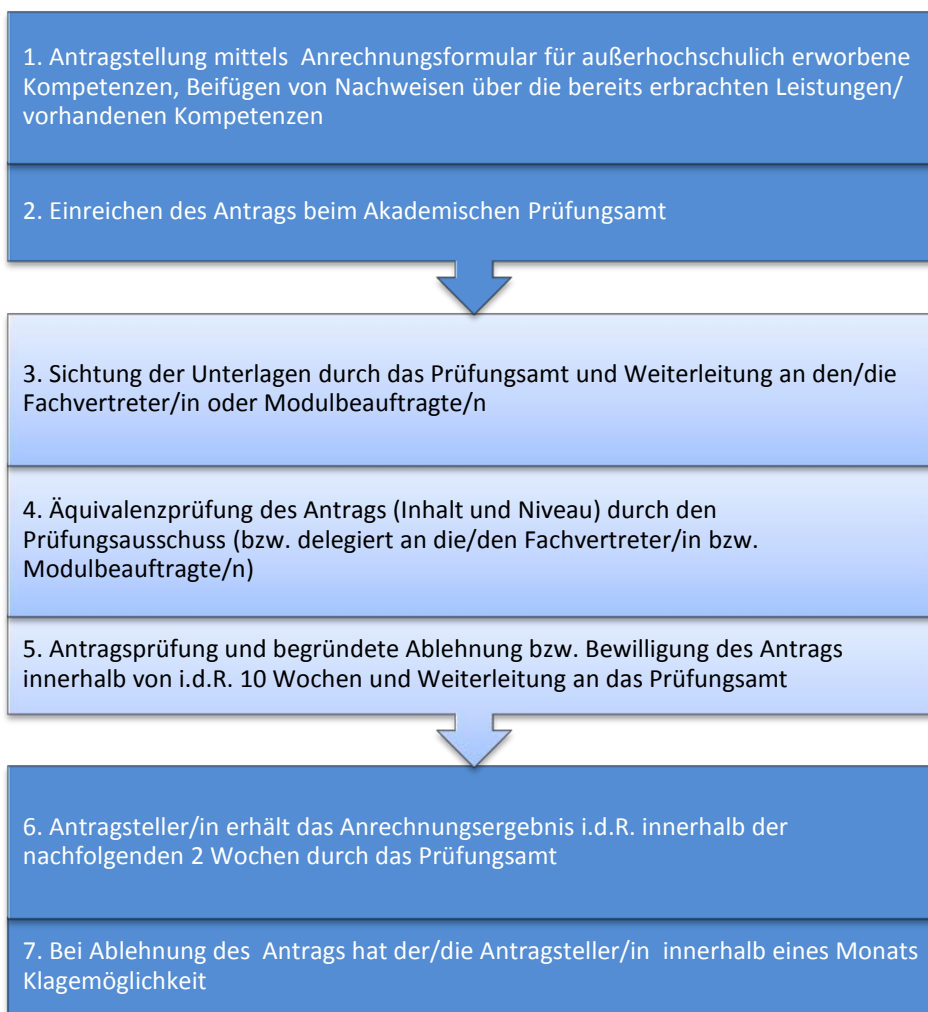 1. Antragstellung mittels Anrechnungsformular für außerhochschulich erworbene
Kompetenzen, Beifügen von Nachweisen über die bereits erbrachten Leistungen/
vorhandenen Kompetenzen
2. Einreichen des Antrags beim Akademischen Prüfungsamt
3. Sichtung der Unterlagen durch das Prüfungsamt und Weiterleitung an den/die
Fachvertreter/in oder Modulbeauftragte/n
4. Äquivalenzprüfung des Antrags (Inhalt und Niveau) durch den
Prüfungsausschuss (bzw. delegiert an die/den Fachvertreter/in bzw.
Modulbeauftragte/n)
5. Antragsprüfung und begründete Ablehnung bzw. Bewilligung des Antrags
innerhalb von i.d.R. 10 Wochen und Weiterleitung an das Prüfungsamt
6. Antragsteller/in erhält das Anrechnungsergebnis i.d.R. innerhalb der
nachfolgenden 2 Wochen durch das Prüfungsamt
7. Bei Ablehnung des Antrags hat der/die Antragsteller/in innerhalb eines Monats
Klagemöglichkeit